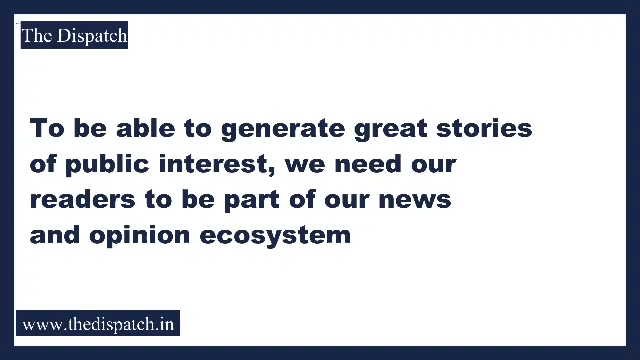 The Dispatch
To be able to generate great stories
of public interest, we need our
readers to be part of our news
and opinion ecosystem
www.thedispatch.in